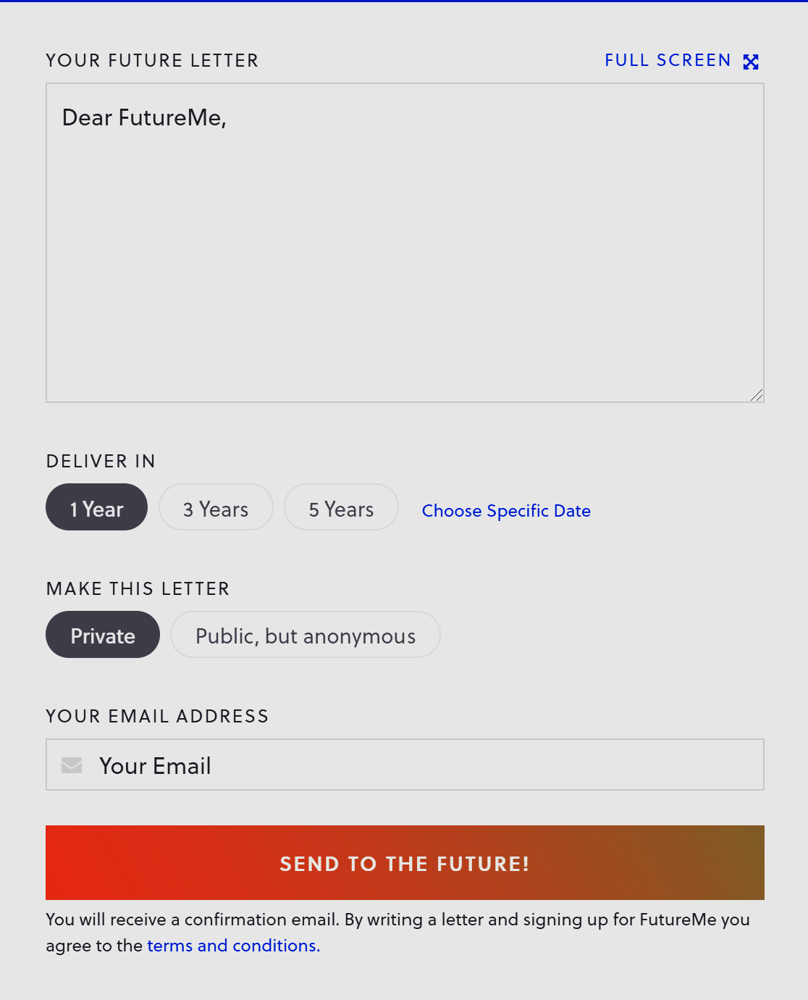 YOUR FUTURE LETTER
FULL SCREEN
Dear FutureMe,
DELIVER IN
1 Year
3 Years
5 Years
Choose Specific Date
MAKE THIS LETTER
Private
Public, but anonymous
YOUR EMAIL ADDRESS
Your Email
SEND TO THE FUTURE!
You will receive a confirmation email. By writing a letter and signing up for FutureMe you
agree to the terms and conditions.